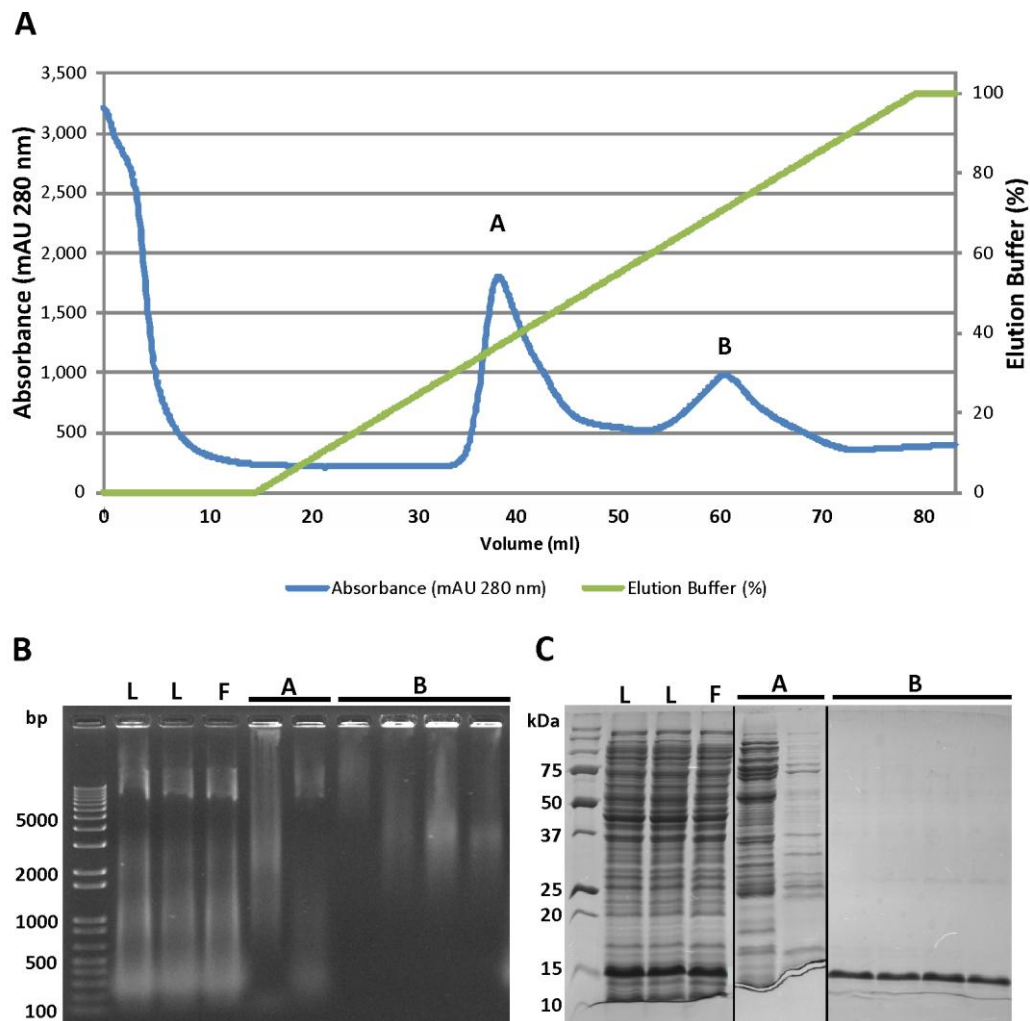 A
Absorbance (mAU 280 nm)
3,500
3,000
2,500
2,000
1,500
1,000
500
0
A
B
100
80
60
40
20
0
Elution Buffer (%)
0 10 20 30 40 50 60 70 80
Volume (ml)
Absorbance (mAU 280 nm) Elution Buffer (%)
B
L L F A B
bp
5000
2000
1000
500
100
C
L L F A B
kDa
75
50
37
25
20
15
10